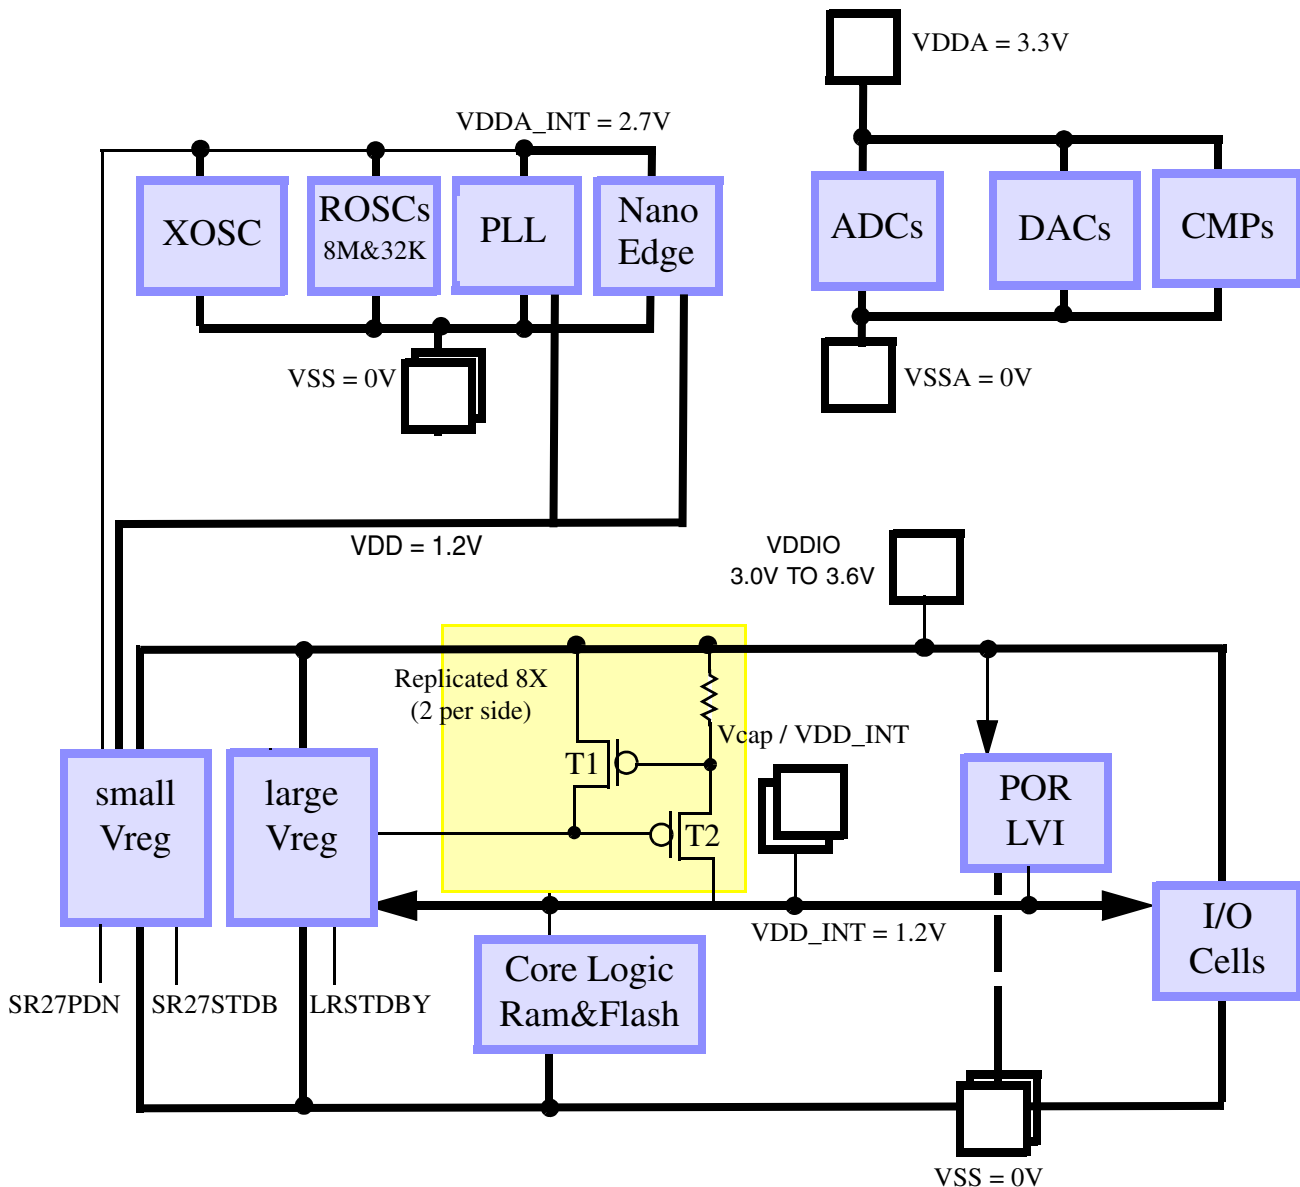 VDDA = 3.3V
VDDA_INT = 2.7V
XOSC
ROSCs
8M&32K
PLL
Nano
Edge
ADCs
DACs
CMPs
VSS = 0V
VSSA = 0V
VDD = 1.2V
VDDIO
3.0V TO 3.6V
Replicated 8X
(2 per side)
Vcap / VDD_INT
T1
T2
small
Vreg
large
Vreg
POR
LVI
I/O
Cells
VDD_INT = 1.2V
Core Logic
Ram&Flash
SR27PDN
SR27STDB
LRSTDBY
VSS = 0V